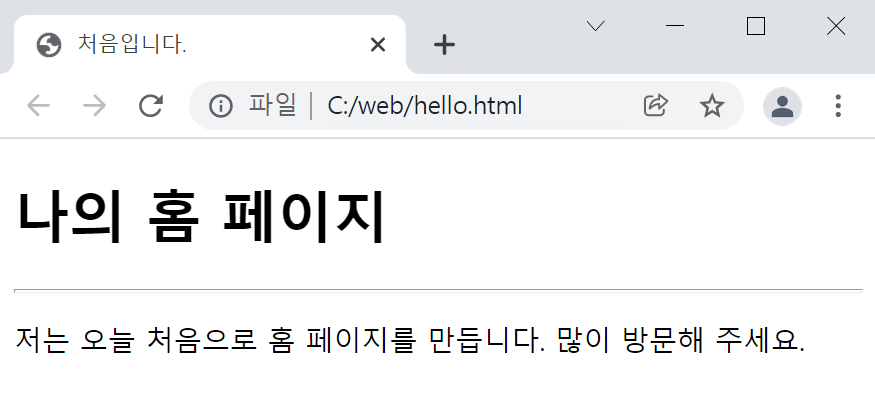 처음입니다.
파일 | C:/web/hello.html
나의 홈 페이지
저는 오늘 처음으로 홈 페이지를 만듭니다. 많이 방문해 주세요.